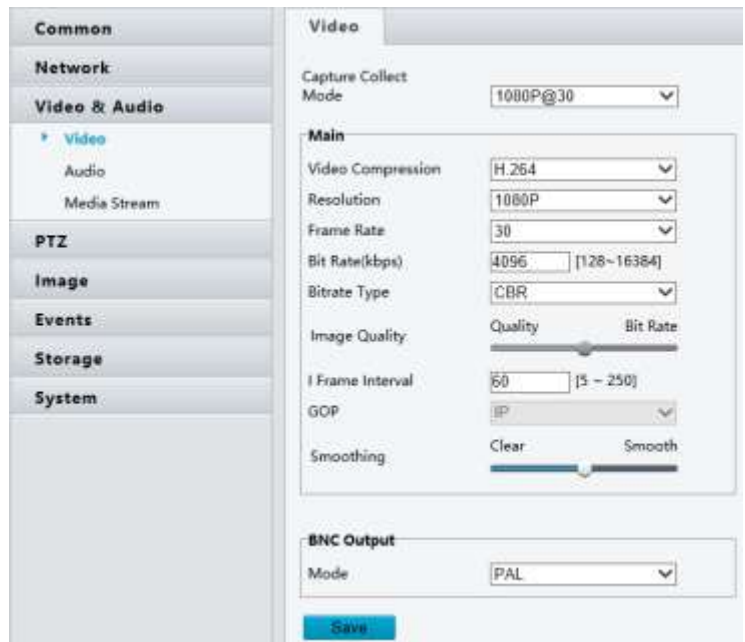 Common
Network
Video & Audio
Video
Audio
Media Stream
PTZ
Image
Events
Storage
System
Video
Capture Collect
Mode 1080P@30
Main
Video Compression H.264
Resolution 1080P
Frame Rate 30
Bit Rate(kbps) 4096 [128~16384]
Bitrate Type CBR
Image Quality Quality Bit Rate
I Frame Interval 60 [5 ~ 250]
GOP IP
Smoothing Clear Smooth
BNC Output
Mode PAL
Save